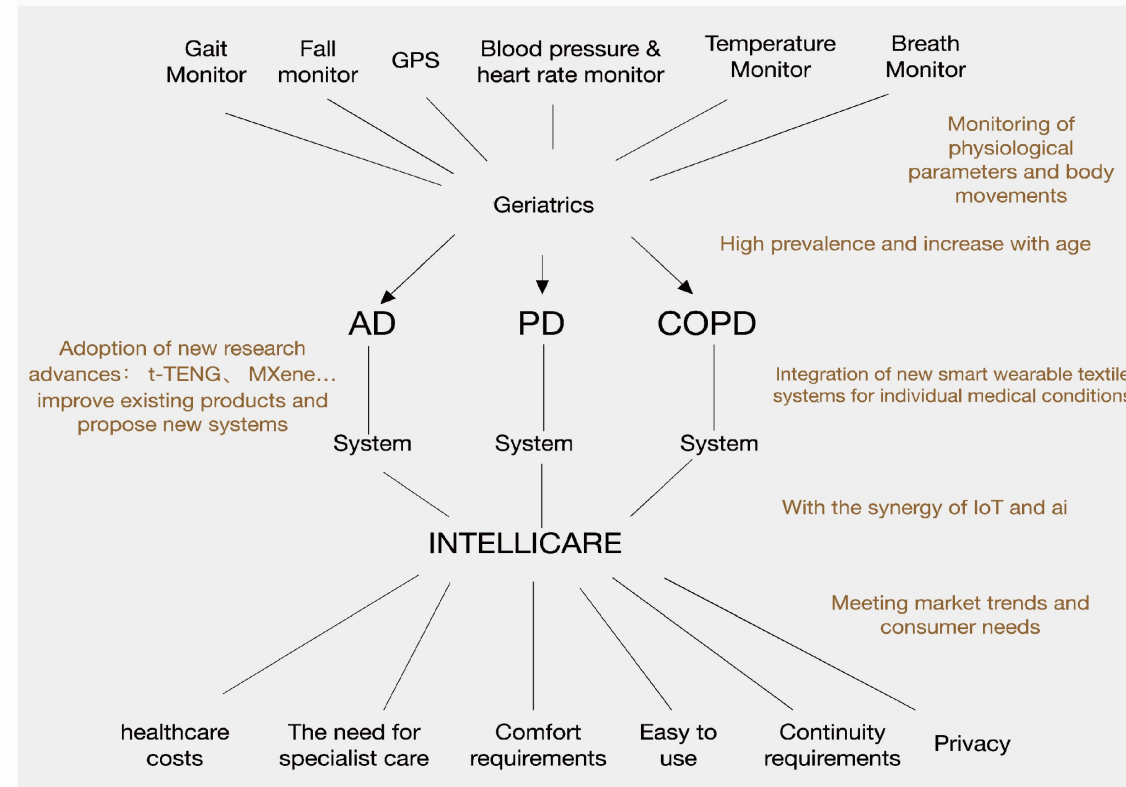 Gait
Monitor
Fall
monitor
GPS
Blood pressure &
heart rate monitor
Temperature
Monitor
Breath
Monitor
Monitoring of
physiological
parameters and body
movements
Geriatrics
High prevalence and increase with age
AD
PD
COPD
Adoption of new research
advances： t-TENG、 MXene...
improve existing products and
propose new systems
Integration of new smart wearable textile
systems for individual medical conditions
System
System
System
With the synergy of IoT and ai
INTELLICARE
Meeting market trends and
consumer needs
healthcare
costs
The need for
specialist care
Comfort
requirements
Easy to
use
Continuity
requirements
Privacy